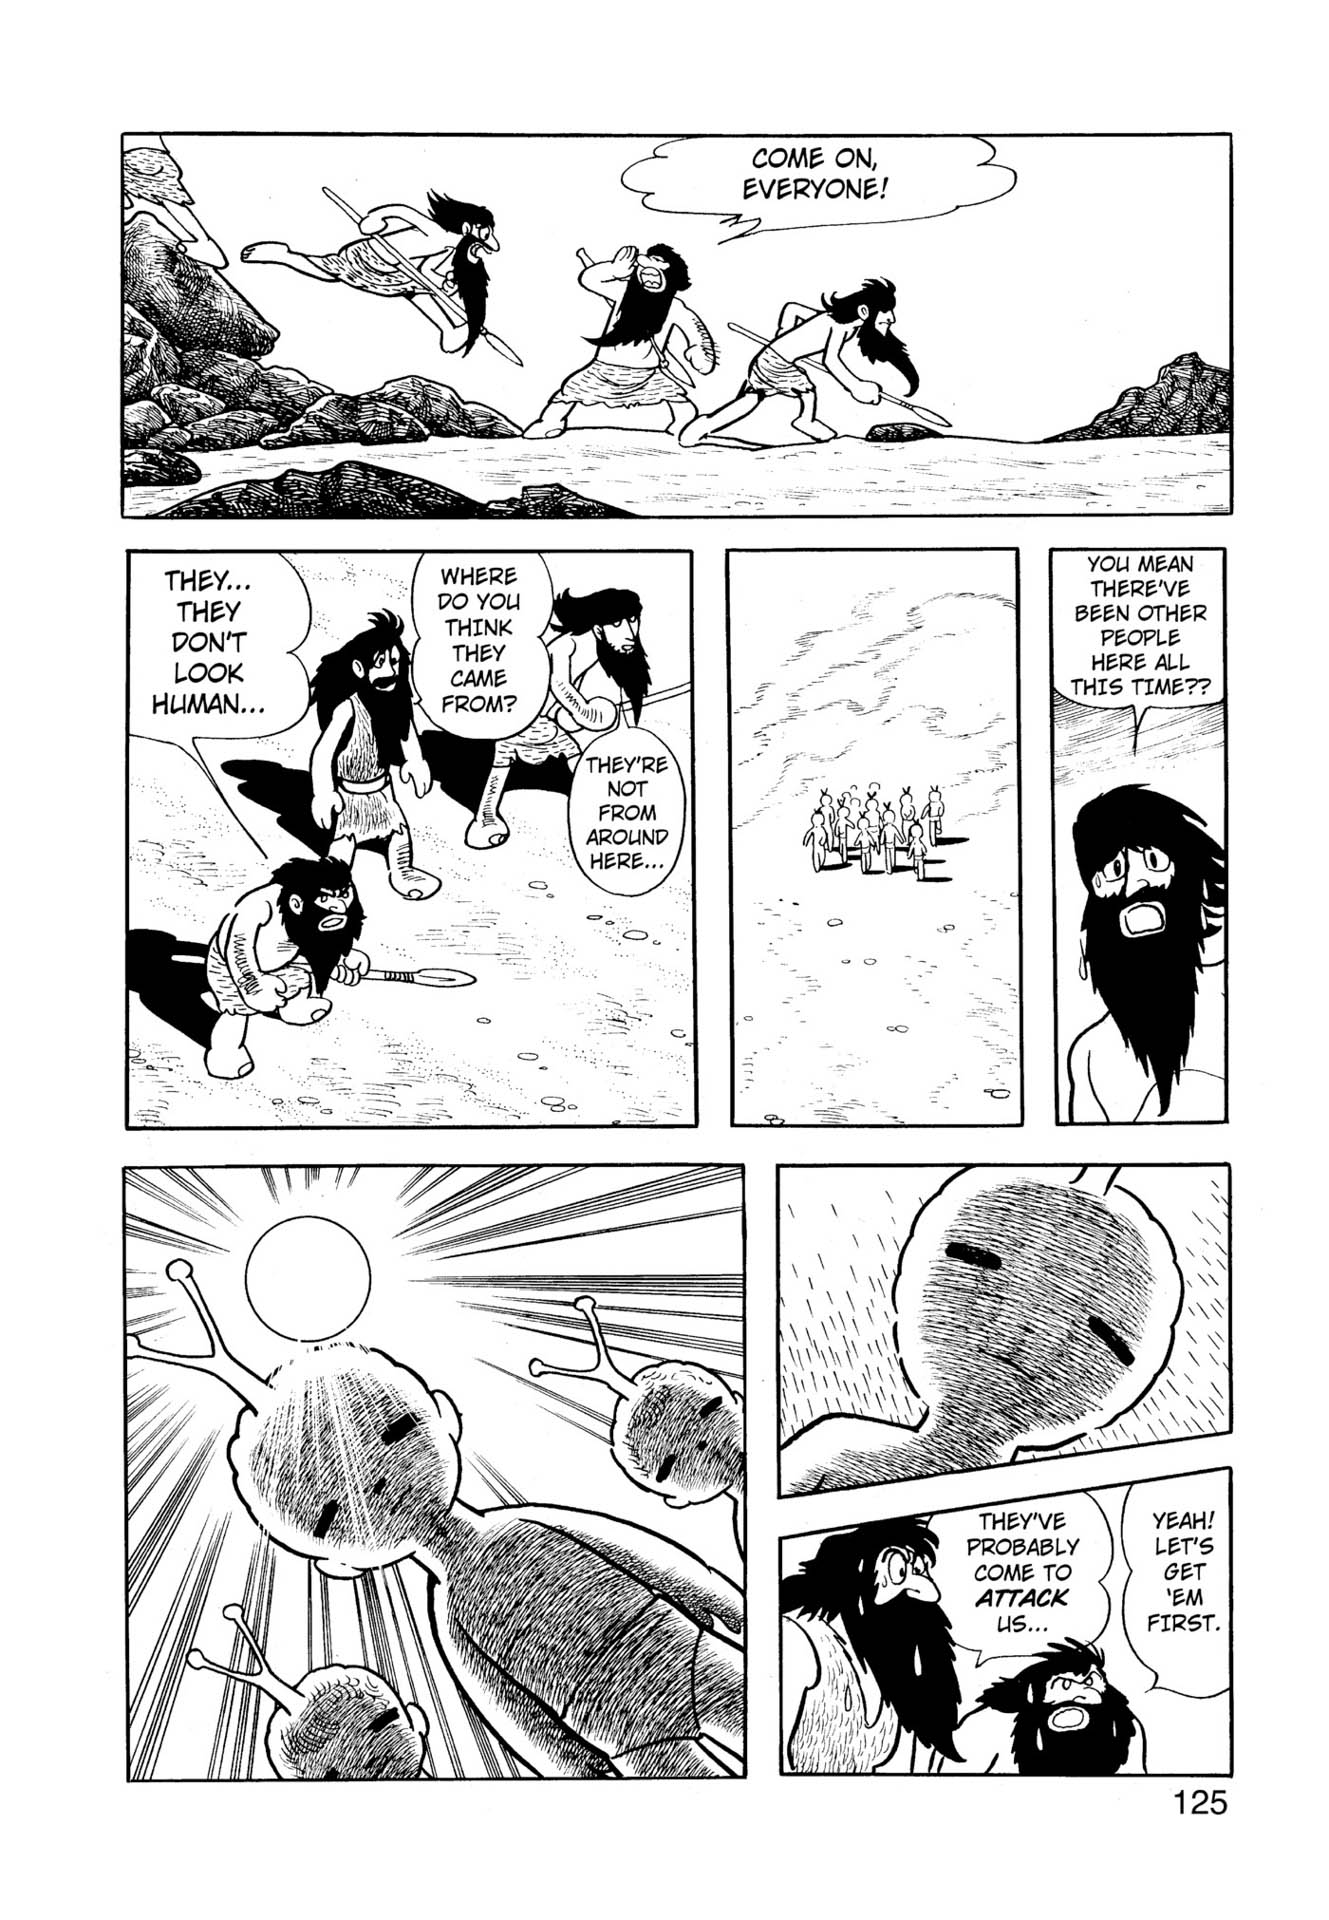 COME ON,
EVERYONE!
THEY...
THEY
DON'T
LOOK
HUMAN...
WHERE
DO YOU
THINK
THEY
CAME
FROM?
THEY'RE
NOT
FROM
AROUND
HERE...
YOU MEAN
THERE'VE
BEEN OTHER
PEOPLE
HERE ALL
THIS TIME??
THEY'VE
PROBABLY
COME TO
ATTACK
US...
YEAH!
LET'S
GET
'EM
FIRST.
125